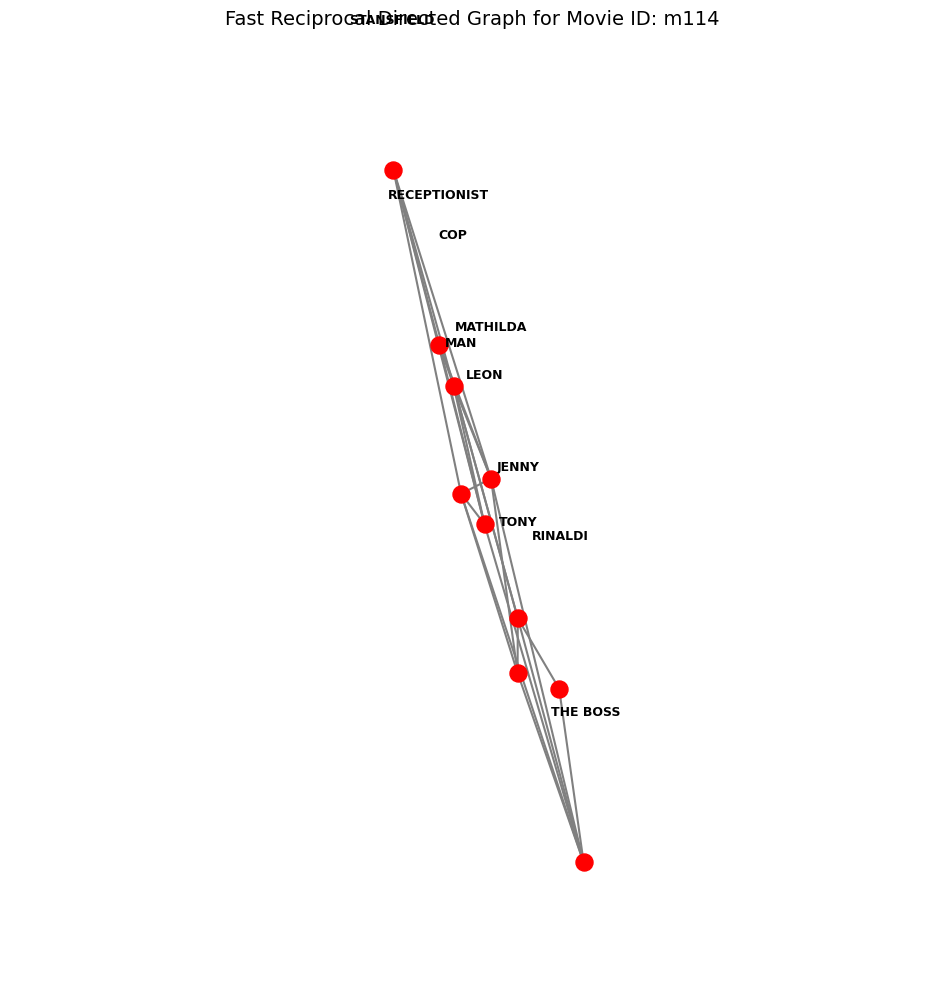 Fast Reciprocal Directed Graph for Movie ID: m114
STANSFIELD
RECEPTIONIST
COP
MATHILDA
MAN
LEON
JENNY
TONY
RINALDI
THE BOSS